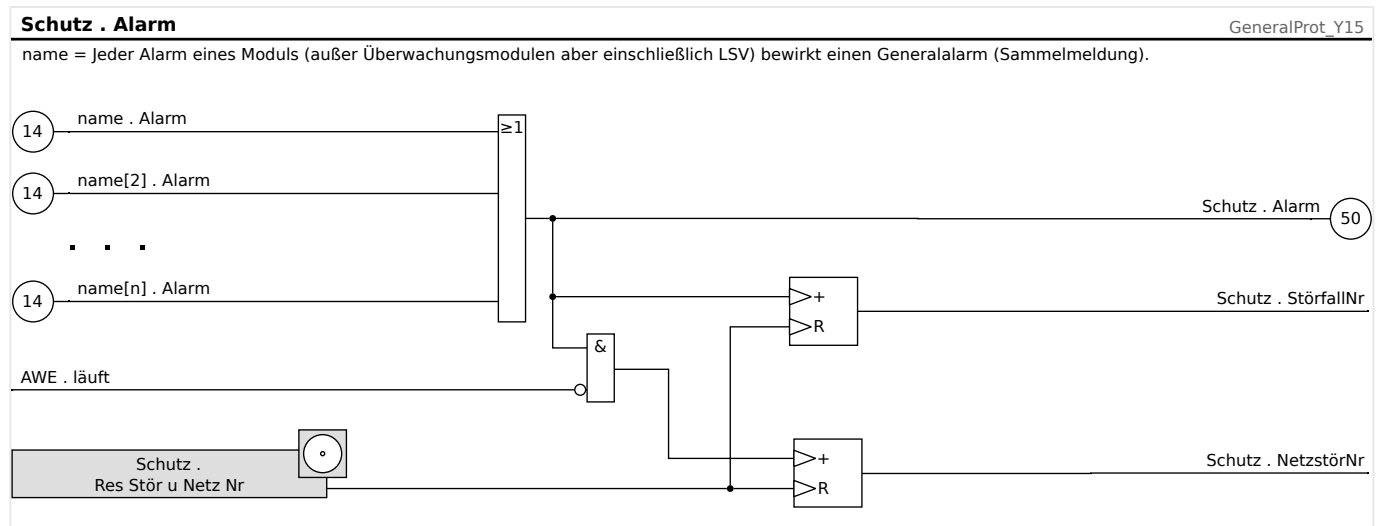 Schutz . Alarm
GeneralProt_Y15
name = Jeder Alarm eines Moduls (außer Überwachungsmodulen aber einschließlich LSV) bewirkt einen Generalalarm (Sammelmeldung).
14
name . Alarm
≥1
14
name[2] . Alarm
Schutz . Alarm
50
. . .
14
name[n] . Alarm
+
R
Schutz . StörfallNr
&
AWE . läuft
Schutz .
Res Stör u Netz Nr
+
R
Schutz . NetzstörNr